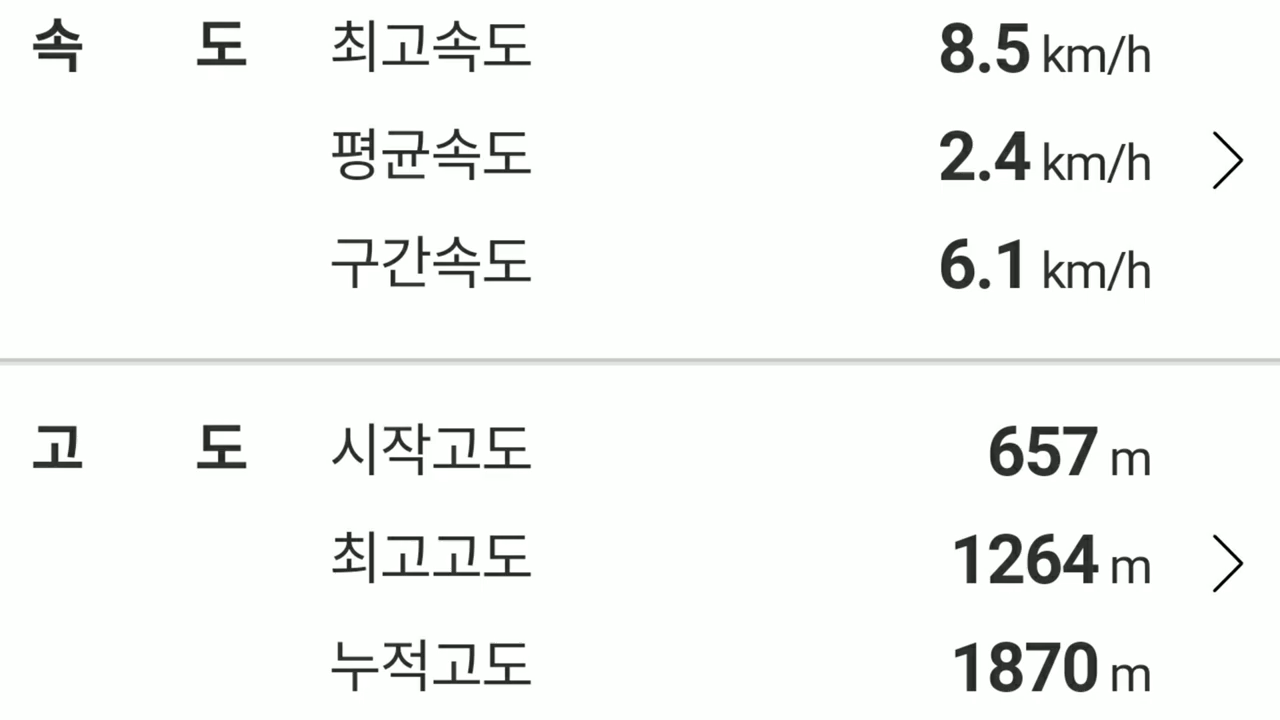 속 도 최고속도 8.5 km/h
평균속도 2.4 km/h
구간속도 6.1 km/h
고 도 시작고도 657 m
최고고도 1264 m
누적고도 1870 m